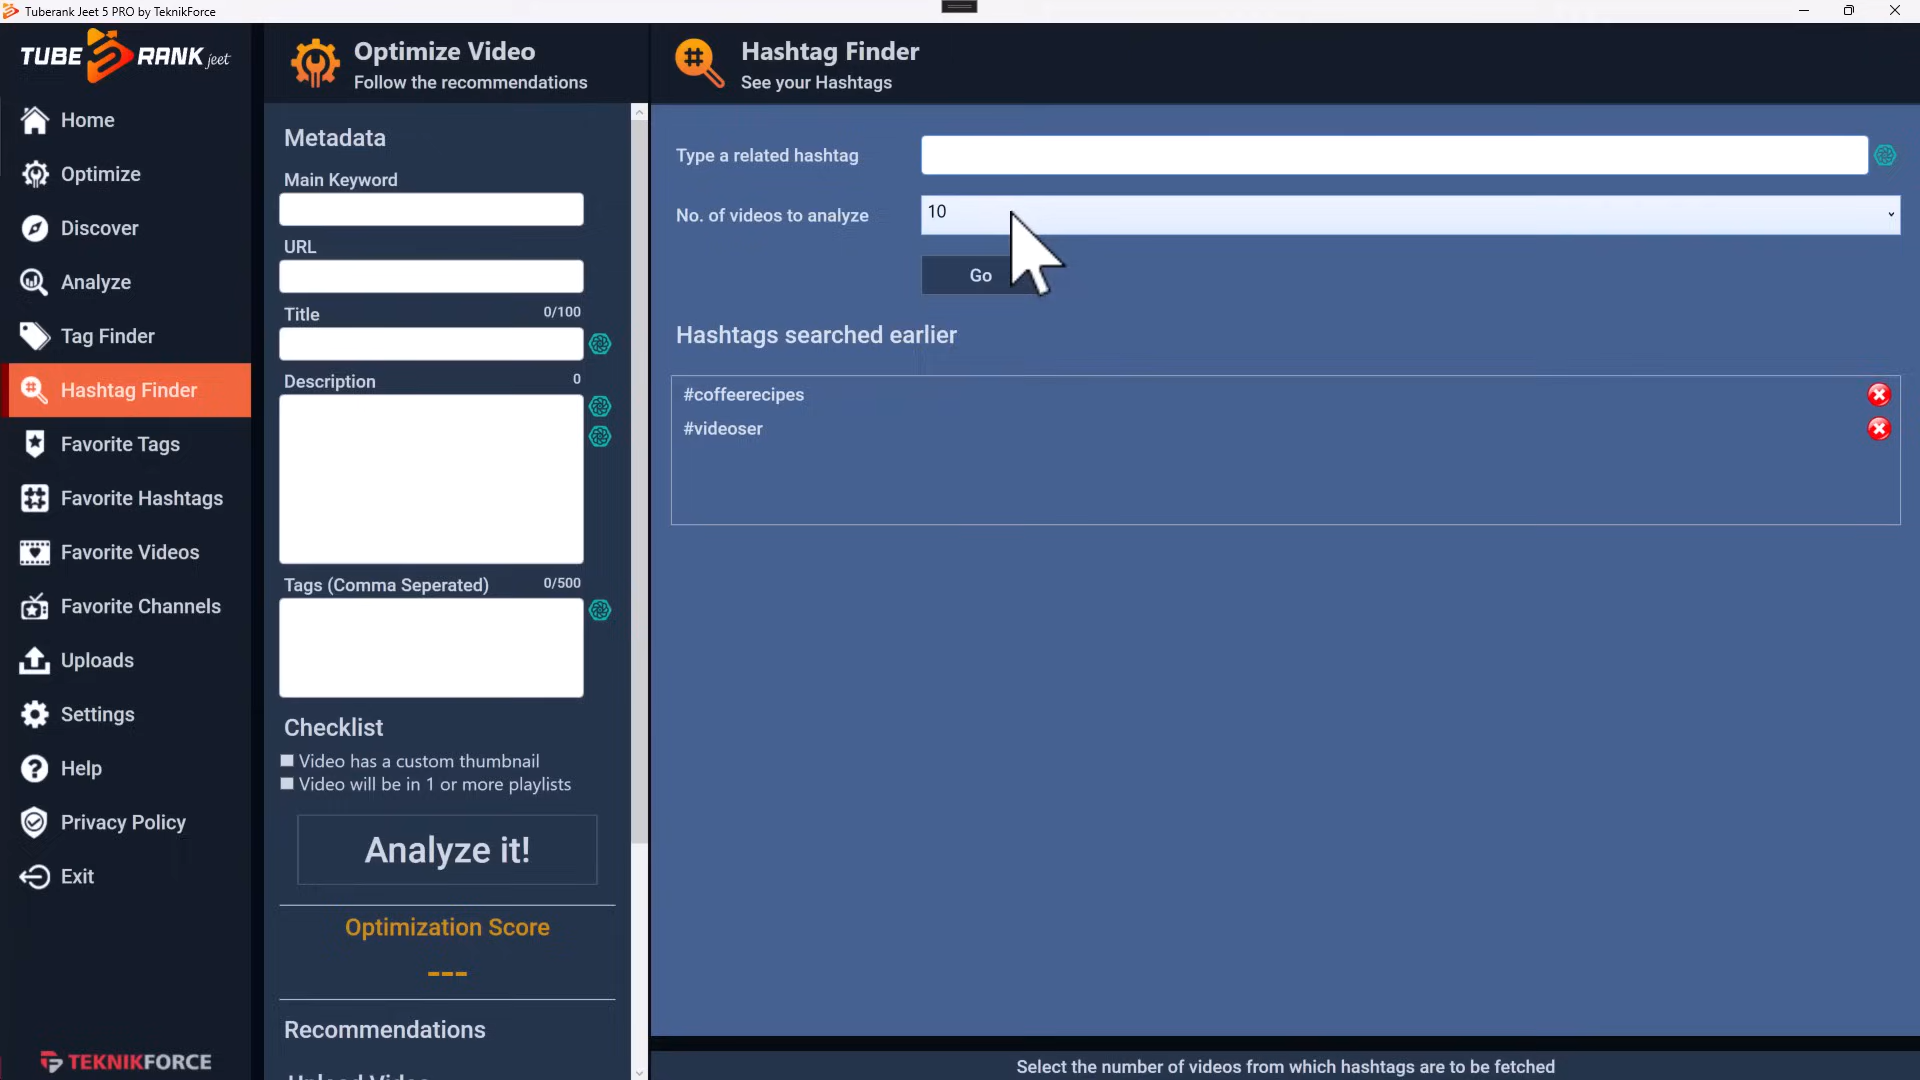 Tuberank Jeet 5 PRO by TeknikForce
TUBE RANK jeet
Home
Optimize
Discover
Analyze
Tag Finder
Hashtag Finder
Favorite Tags
Favorite Hashtags
Favorite Videos
Favorite Channels
Uploads
Settings
Help
Privacy Policy
Exit
TEKNIKFORCE
Optimize Video
Follow the recommendations
Metadata
Main Keyword
URL
Title 0/100
Description 0
Tags (Comma Seperated) 0/500
Checklist
Video has a custom thumbnail
Video will be in 1 or more playlists
Analyze it!
Optimization Score
---
Recommendations
Hashtag Finder
See your Hashtags
Type a related hashtag
No. of videos to analyze 10
Go
Hashtags searched earlier
#coffeerecipes
#videoser
Select the number of videos from which hashtags are to be fetched